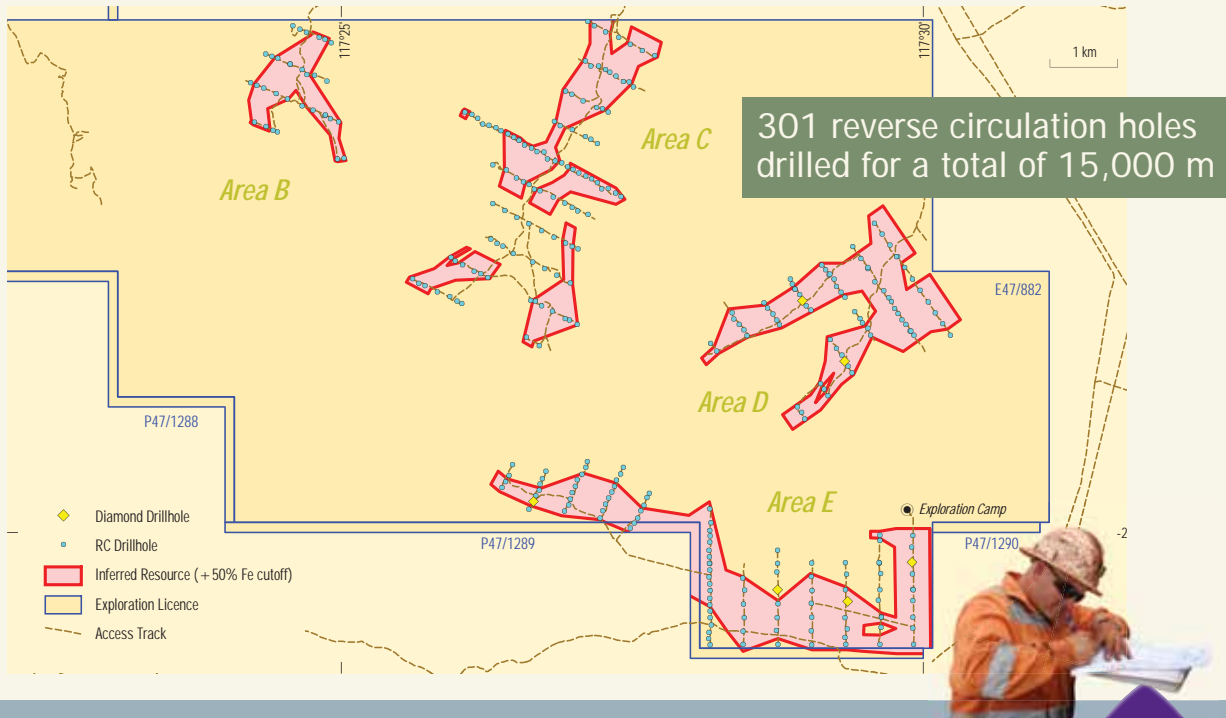 117°25'
117°30'
1 km
301 reverse circulation holes
drilled for a total of 15,000 m
Area B
Area C
E47/882
Area D
P47/1288
Area E
Exploration Camp
P47/1289
P47/1290
-2
Diamond Drillhole
RC Drillhole
Inferred Resource (+50% Fe cutoff)
Exploration Licence
Access Track